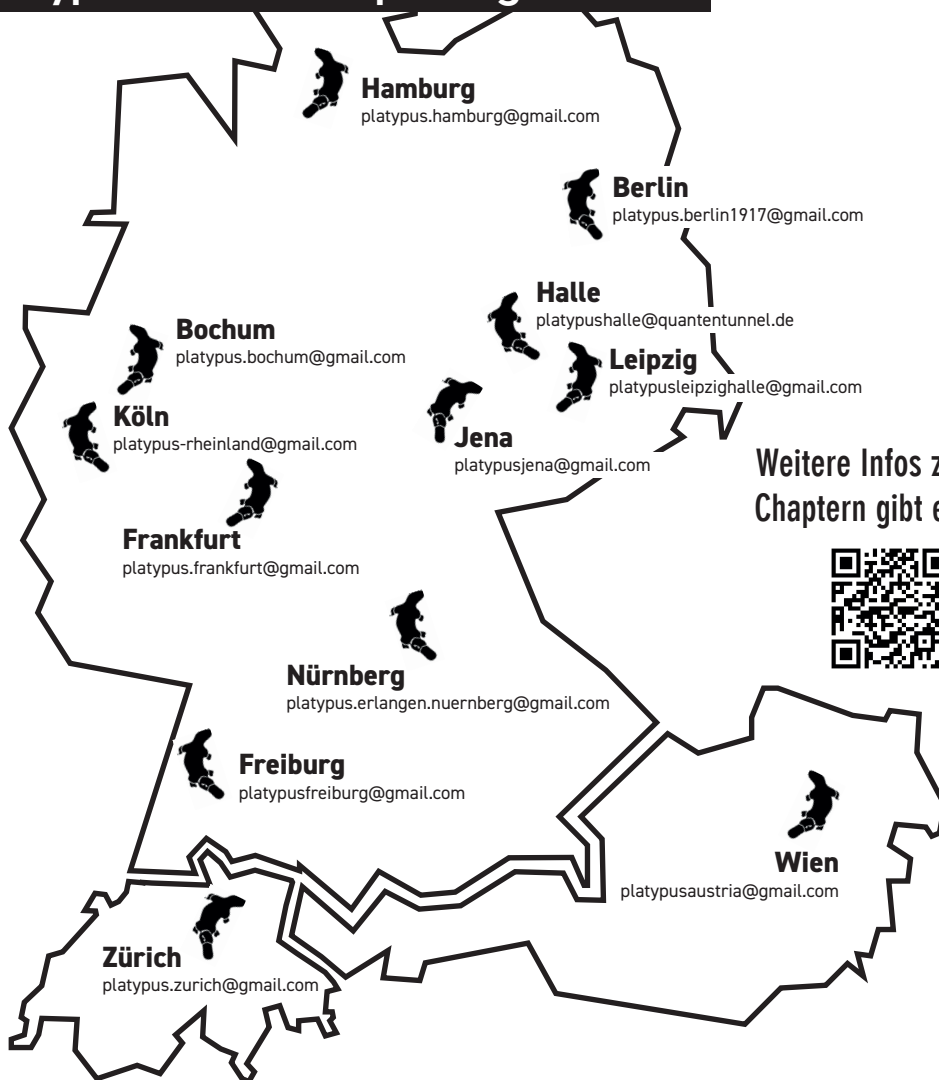 Hamburg
platypus.hamburg@gmail.com
Berlin
platypus.berlin1917@gmail.com
Halle
platypushalle@quantentunnel.de
Bochum
platypus.bochum@gmail.com
Leipzig
platypusleipzighalle@gmail.com
Köln
platypus-rheinland@gmail.com
Jena
platypusjena@gmail.com
Weitere Infos z
Chaptern gibt e
Frankfurt
platypus.frankfurt@gmail.com
Nürnberg
platypus.erlangen.nuernberg@gmail.com
Freiburg
platypusfreiburg@gmail.com
Wien
platypusaustria@gmail.com
Zürich
platypus.zurich@gmail.com